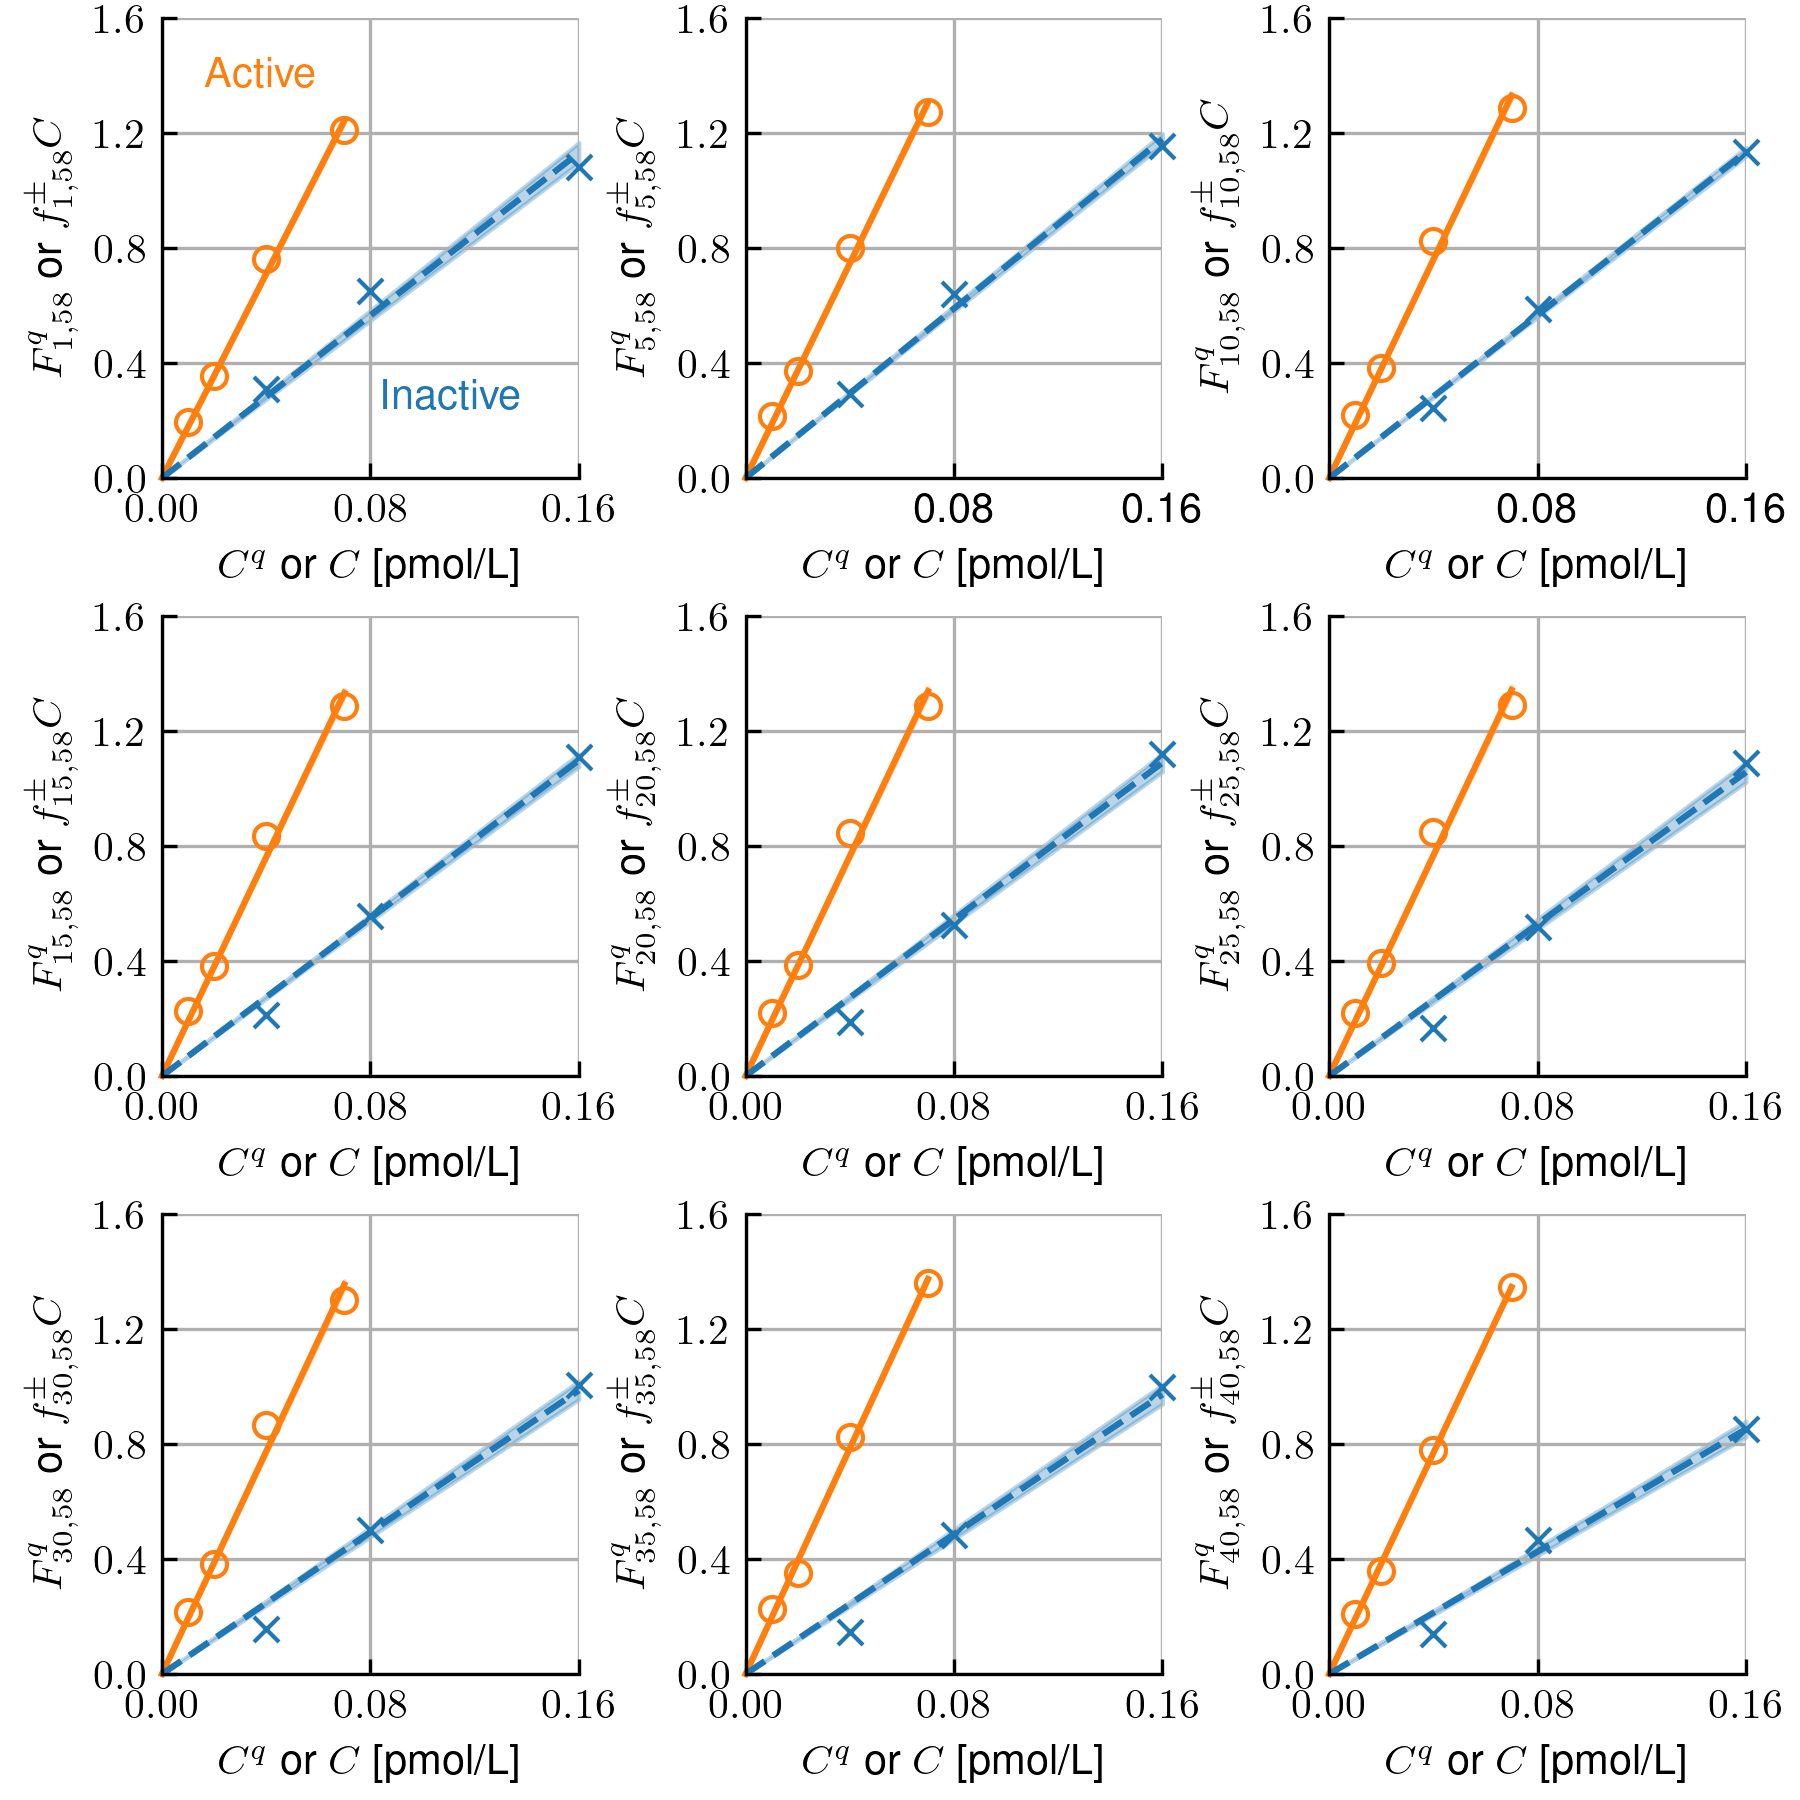 1.6 1.6 1.6
Active
1.2 1.2 1.2
0.8 0.8 0.8
0.4 0.4 0.4
Inactive
0.0 0.0 0.0
0.00 0.08 0.16 0.08 0.16 0.08 0.16
F^q_{1,58} or f^±_{1,58}C
F^q_{5,58} or f^±_{5,58}C
F^q_{10,58} or f^±_{10,58}C
C^q or C [pmol/L] C^q or C [pmol/L] C^q or C [pmol/L]
1.6 1.6 1.6
1.2 1.2 1.2
0.8 0.8 0.8
0.4 0.4 0.4
0.0 0.0 0.0
0.00 0.08 0.16 0.00 0.08 0.16 0.00 0.08 0.16
F^q_{15,58} or f^±_{15,58}C
F^q_{20,58} or f^±_{20,58}C
F^q_{25,58} or f^±_{25,58}C
C^q or C [pmol/L] C^q or C [pmol/L] C^q or C [pmol/L]
1.6 1.6 1.6
1.2 1.2 1.2
0.8 0.8 0.8
0.4 0.4 0.4
0.0 0.0 0.0
0.00 0.08 0.16 0.00 0.08 0.16 0.00 0.08 0.16
F^q_{30,58} or f^±_{30,58}C
F^q_{35,58} or f^±_{35,58}C
F^q_{40,58} or f^±_{40,58}C
C^q or C [pmol/L] C^q or C [pmol/L] C^q or C [pmol/L]